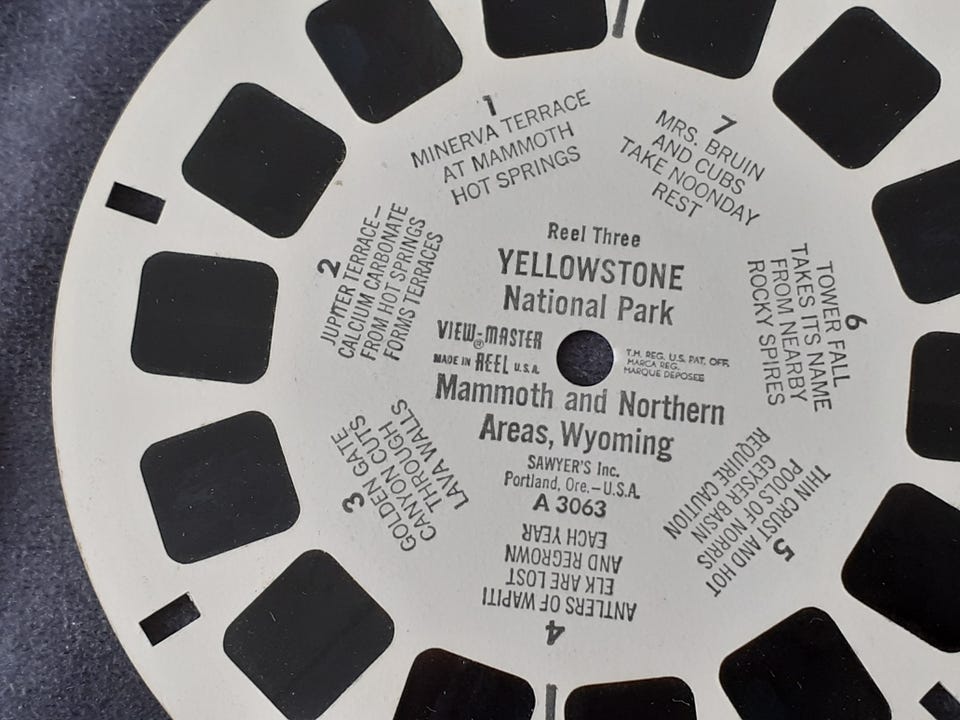 Reel Three
YELLOWSTONE
National Park
VIEW-MASTER
®
MADE IN REEL U.S.A.
T.M. REG. U.S. PAT. OFF.
MARCA REG.
MARQUE DEPOSEE
Mammoth and Northern
Areas, Wyoming
SAWYER'S Inc.
Portland, Ore.—U.S.A.
A 3063
1
MINERVA TERRACE
AT MAMMOTH
HOT SPRINGS
2
JUPITER TERRACE—
CALCIUM CARBONATE
FROM HOT SPRINGS
FORMS TERRACES
3
GOLDEN GATE
CANYON CUTS
THROUGH
LAVA WALLS
4
ANTLERS OF WAPITI
ELK ARE LOST
AND REGROWN
EACH YEAR
5
THIN CRUST AND HOT
POOLS OF NORRIS
GEYSER BASIN
REQUIRE CAUTION
6
TOWER FALL
TAKES ITS NAME
FROM NEARBY
ROCKY SPIRES
7
MRS. BRUIN
AND CUBS
TAKE NOONDAY
REST